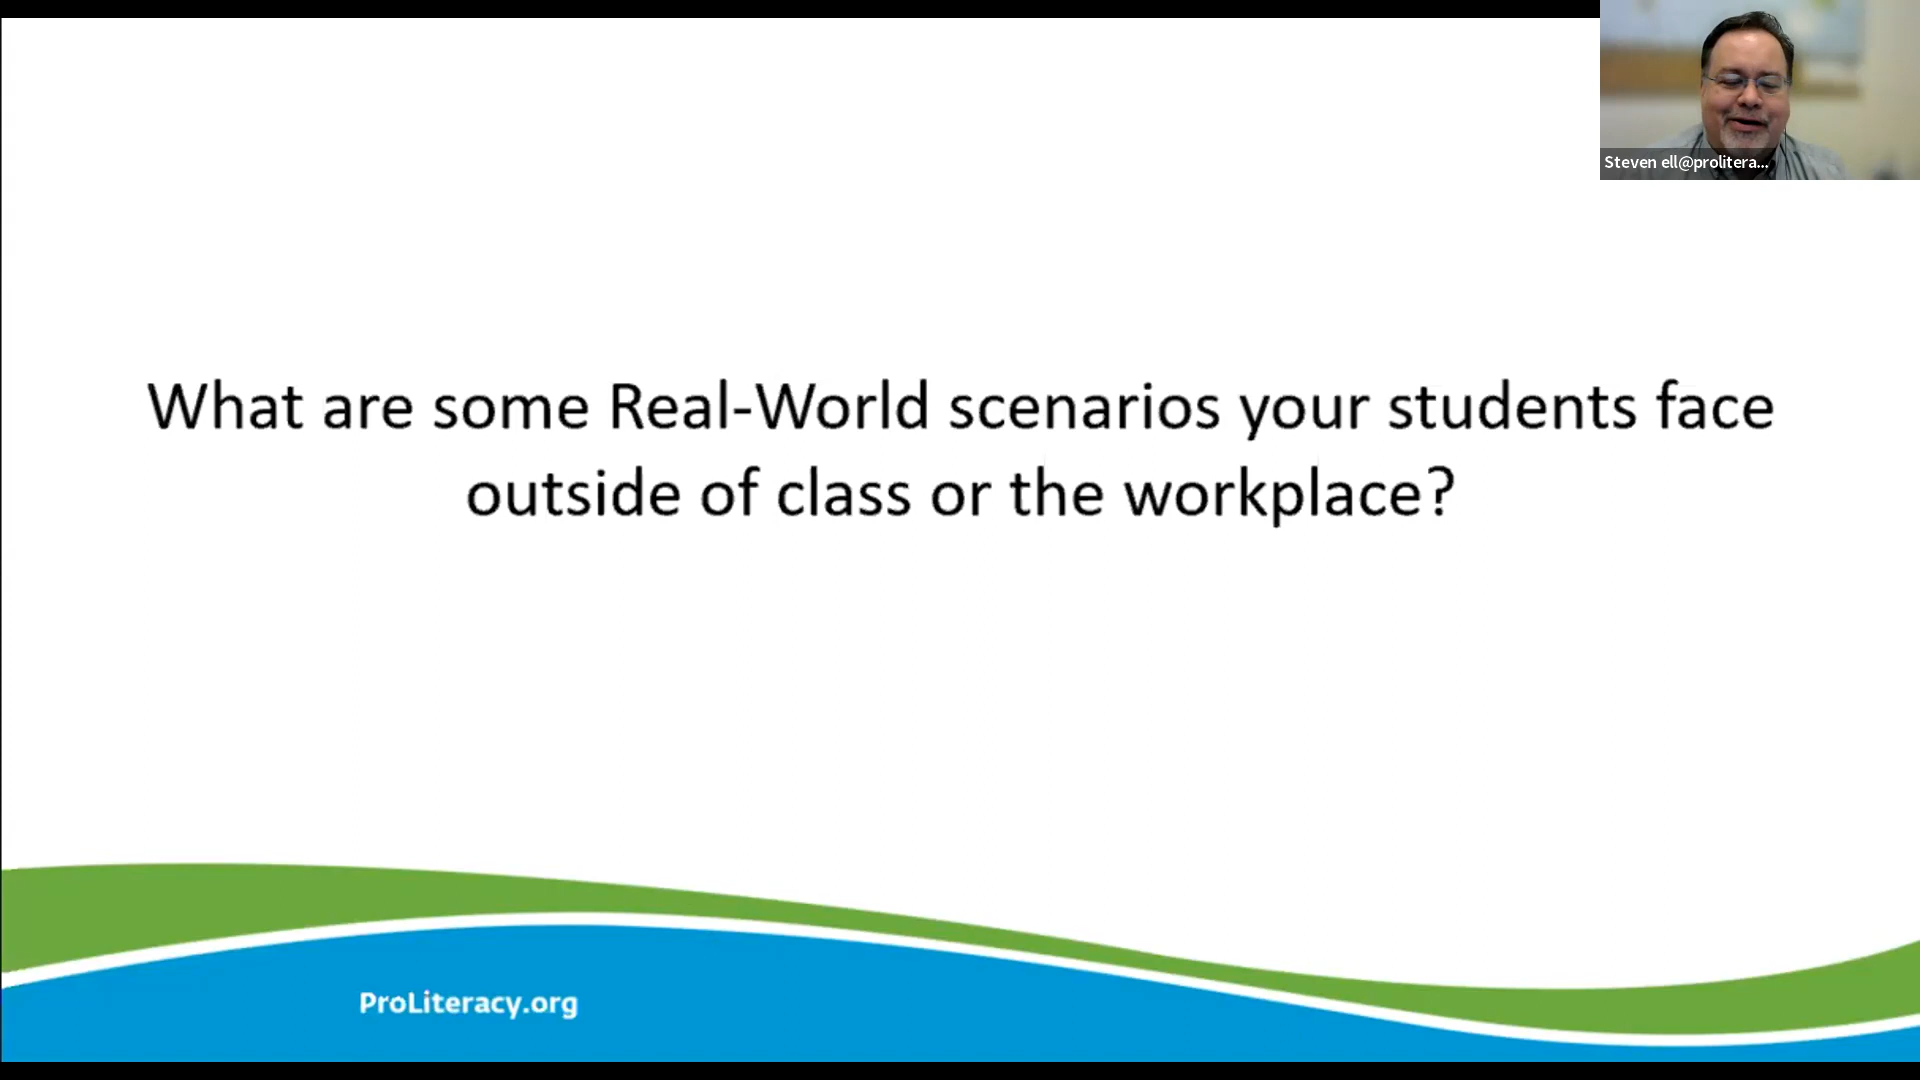 Steven ell@prolitera...
What are some Real-World scenarios your students face
outside of class or the workplace?
ProLiteracy.org